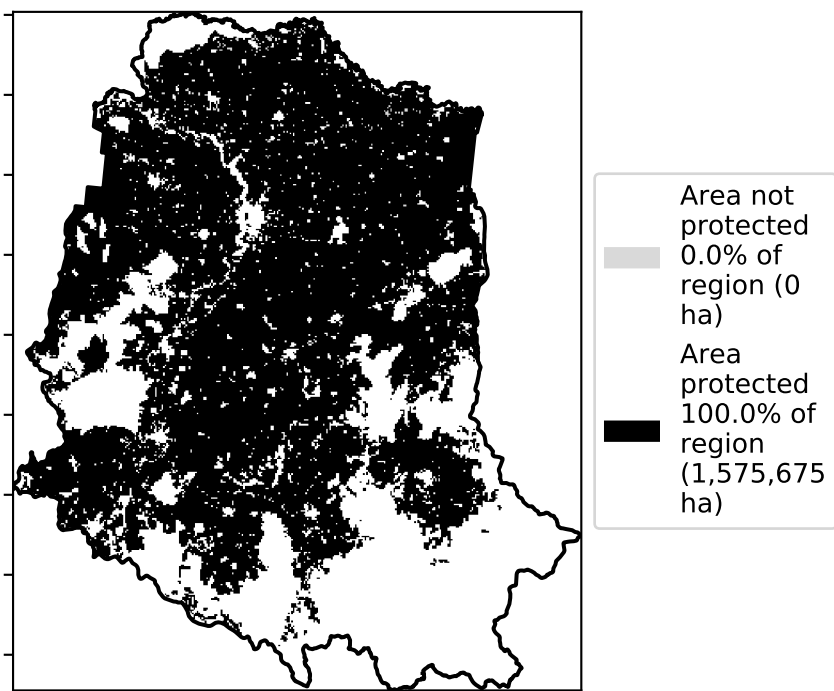 Area not
protected
0.0% of
region (0
ha)
Area
protected
100.0% of
region
(1,575,675
ha)